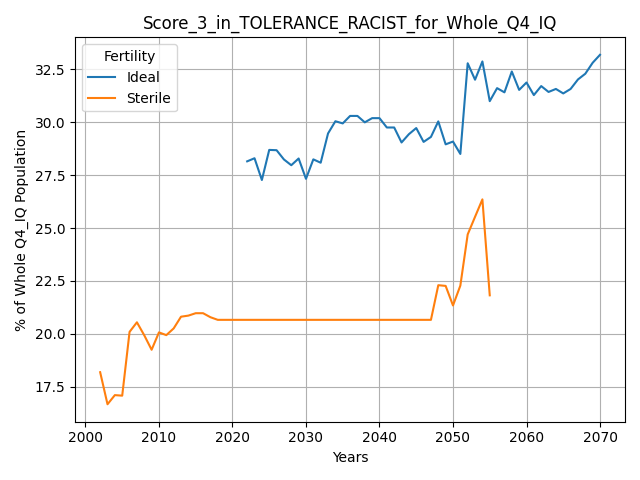 Score_3_in_TOLERANCE_RACIST_for_Whole_Q4_IQ
Fertility
Ideal
Sterile
% of Whole Q4_IQ Population
32.5
30.0
27.5
25.0
22.5
20.0
17.5
2000 2010 2020 2030 2040 2050 2060 2070
Years